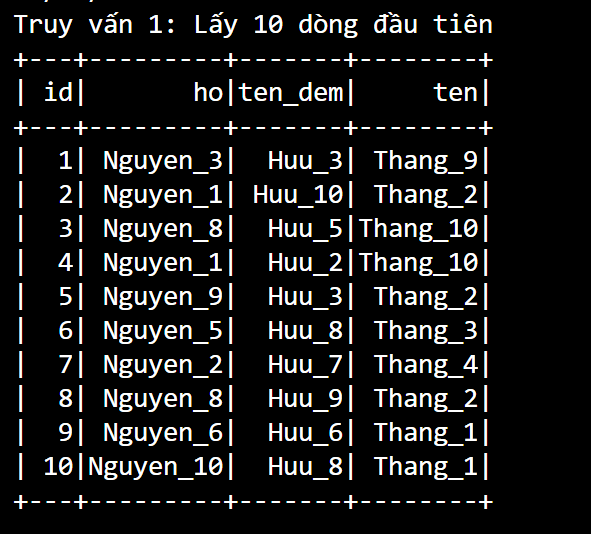 Truy vấn 1: Lấy 10 dòng đầu tiên
+---+---------+-------+--------+
| id|       ho|ten_dem|     ten|
+---+---------+-------+--------+
|  1| Nguyen_3|  Huu_3| Thang_9|
|  2| Nguyen_1| Huu_10| Thang_2|
|  3| Nguyen_8|  Huu_5|Thang_10|
|  4| Nguyen_1|  Huu_2|Thang_10|
|  5| Nguyen_9|  Huu_3| Thang_2|
|  6| Nguyen_5|  Huu_8| Thang_3|
|  7| Nguyen_2|  Huu_7| Thang_4|
|  8| Nguyen_8|  Huu_9| Thang_2|
|  9| Nguyen_6|  Huu_6| Thang_1|
| 10|Nguyen_10|  Huu_8| Thang_1|
+---+---------+-------+--------+